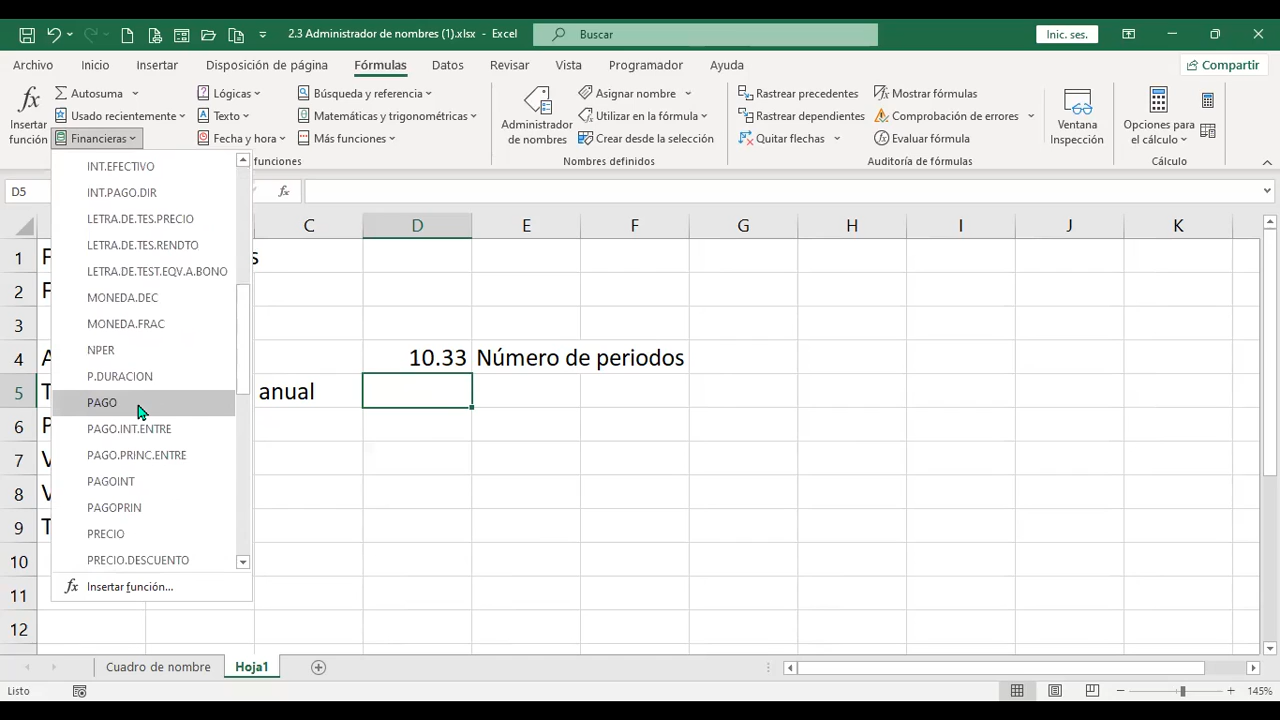 2.3 Administrador de nombres (1).xlsx - Excel
Buscar
Inic. ses.
Archivo Inicio Insertar Disposición de página Fórmulas Datos Revisar Vista Programador Ayuda
Compartir
Insertar función
Autosuma
Usado recientemente
Financieras
Lógicas
Texto
Fecha y hora
Búsqueda y referencia
Matemáticas y trigonométricas
Más funciones
funciones
Administrador de nombres
Asignar nombre
Utilizar en la fórmula
Crear desde la selección
Nombres definidos
Rastrear precedentes
Rastrear dependientes
Quitar flechas
Mostrar fórmulas
Comprobación de errores
Evaluar fórmula
Auditoría de fórmulas
Ventana Inspección
Opciones para el cálculo
Cálculo
D5
fx
INT.EFECTIVO
INT.PAGO.DIR
LETRA.DE.TES.PRECIO
LETRA.DE.TES.RENDTO
LETRA.DE.TEST.EQV.A.BONO
MONEDA.DEC
MONEDA.FRAC
NPER
P.DURACION
PAGO
PAGO.INT.ENTRE
PAGO.PRINC.ENTRE
PAGOINT
PAGOPRIN
PRECIO
PRECIO.DESCUENTO
fx Insertar función...
C D E F G H I J K
1 F s
2 F
3
4 A 10.33 Número de periodos
5 T anual
6 P
7 V
8 V
9 T
10
11
12
Cuadro de nombre Hoja1
Listo
145%